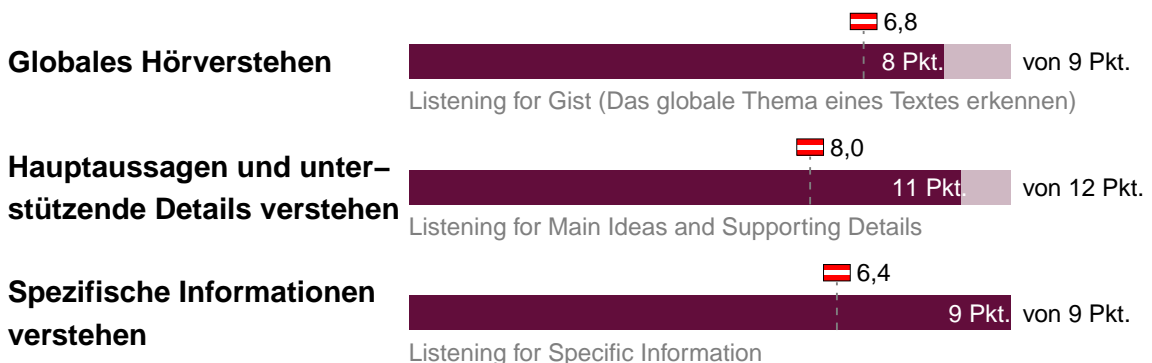 6,8
Globales Hörverstehen
8 Pkt.
von 9 Pkt.
Listening for Gist (Das globale Thema eines Textes erkennen)
8,0
Hauptaussagen und unter–
stützende Details verstehen
11 Pkt.
von 12 Pkt.
Listening for Main Ideas and Supporting Details
6,4
Spezifische Informationen
verstehen
9 Pkt.
von 9 Pkt.
Listening for Specific Information